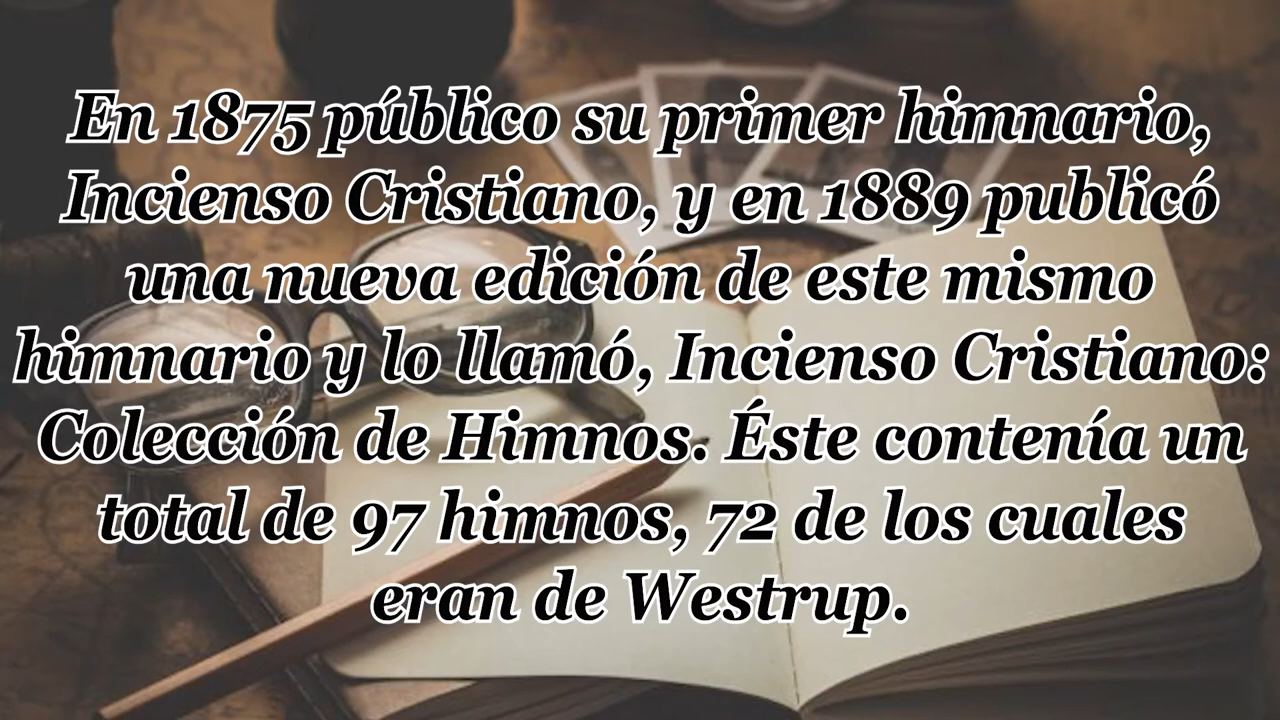 En 1875 público su primer himnario,
Incienso Cristiano, y en 1889 publicó
una nueva edición de este mismo
himnario y lo llamó, Incienso Cristiano:
Colección de Himnos. Éste contenía un
total de 97 himnos, 72 de los cuales
eran de Westrup.